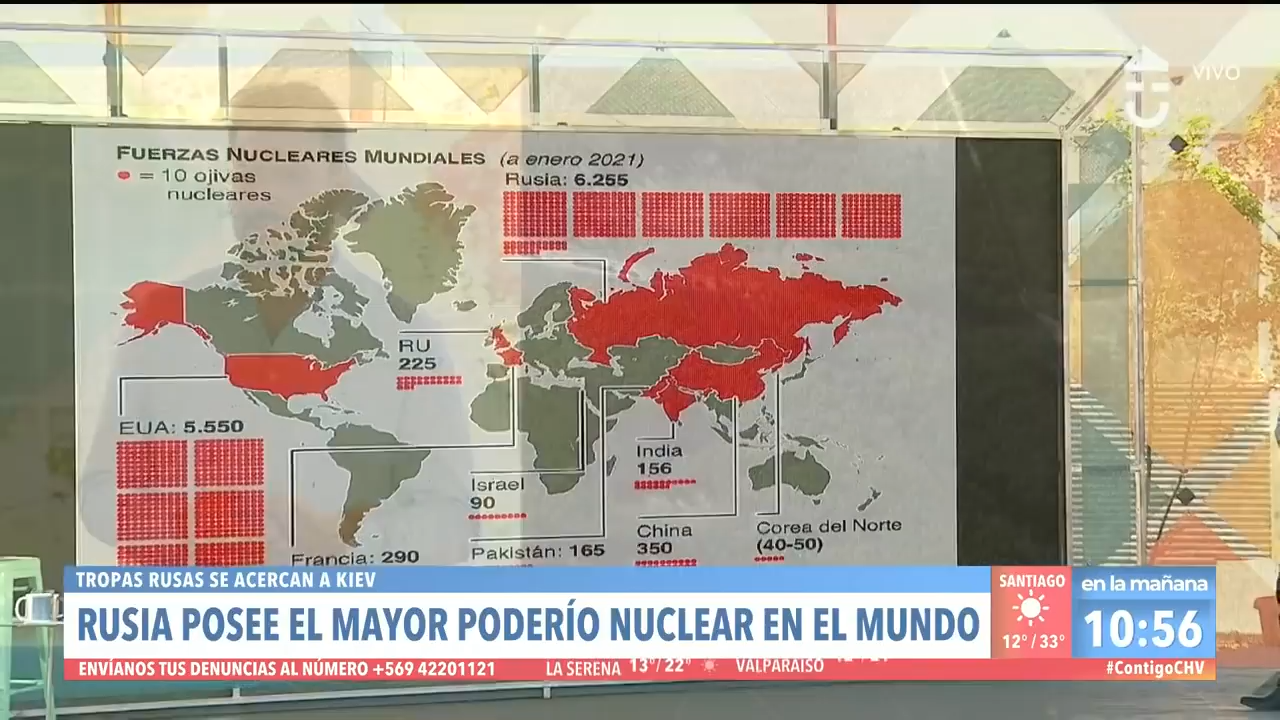 VIVO
FUERZAS NUCLEARES MUNDIALES (a enero 2021)
= 10 ojivas
nucleares
Rusia: 6.255
RU
225
EUA: 5.550
India
156
Israel
90
China
350
Corea del Norte
(40-50)
Francia: 290
Pakistán: 165
TROPAS RUSAS SE ACERCAN A KIEV
RUSIA POSEE EL MAYOR PODERÍO NUCLEAR EN EL MUNDO
SANTIAGO
12°/33°
en la mañana
10:56
ENVÍANOS TUS DENUNCIAS AL NÚMERO +569 42201121
LA SERENA 13°/22° VALPARAÍSO
#ContigoCHV